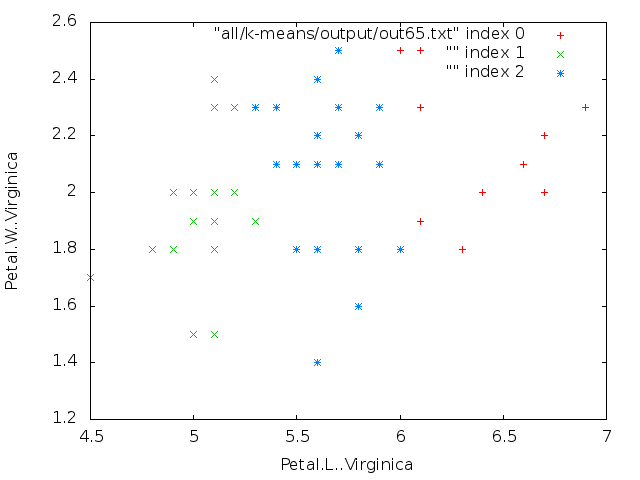 2.6
"all/k-means/output/out65.txt" index 0
"" index 1
"" index 2
2.4
2.2
2
1.8
1.6
1.4
1.2
Petal.W..Virginica
4.5 5 5.5 6 6.5 7
Petal.L..Virginica